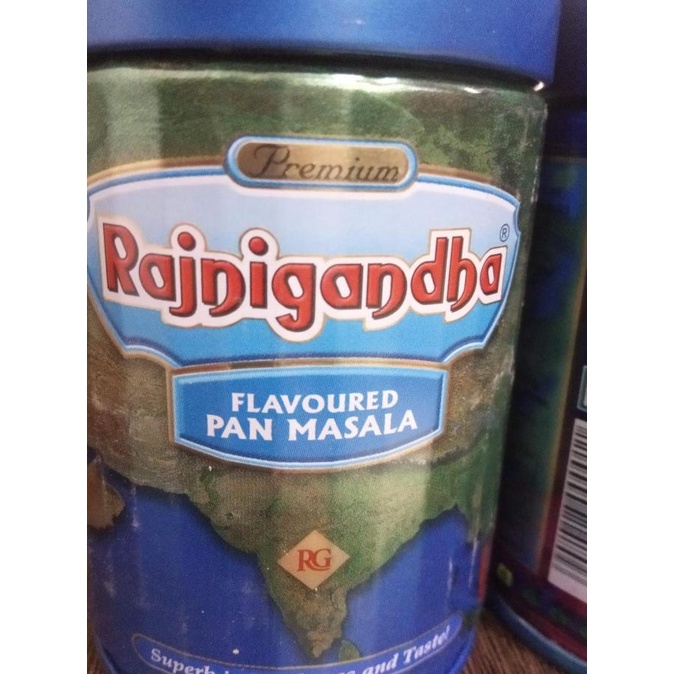 Premium
Rajnigandha®
FLAVOURED
PAN MASALA
RG
Superb and Taste!